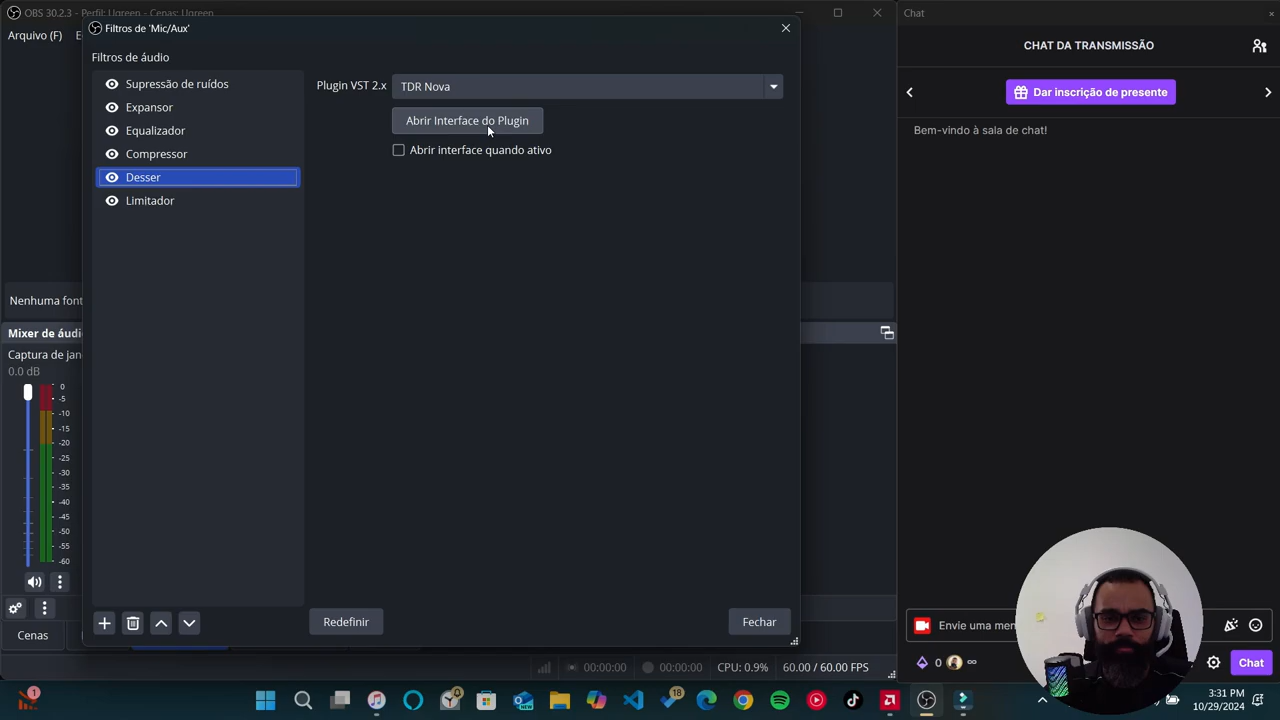 OBS 30.2.3 - Perfil: Ugreen - Cenas: Ugreen
Arquivo (F)
Filtros de 'Mic/Aux'
Filtros de áudio
Supressão de ruídos
Expansor
Equalizador
Compressor
Desser
Limitador
Plugin VST 2.x
TDR Nova
Abrir Interface do Plugin
Abrir interface quando ativo
Redefinir
Fechar
Nenhuma font
Mixer de áudi
Captura de jan
0.0 dB
0
-5
-10
-15
-20
-25
-30
-35
-40
-45
-50
-55
-60
Cenas
00:00:00
00:00:00
CPU: 0.9%
60.00 / 60.00 FPS
Chat
CHAT DA TRANSMISSÃO
Dar inscrição de presente
Bem-vindo à sala de chat!
Envie uma men
0
∞
Chat
1
18
3:31 PM
10/29/2024